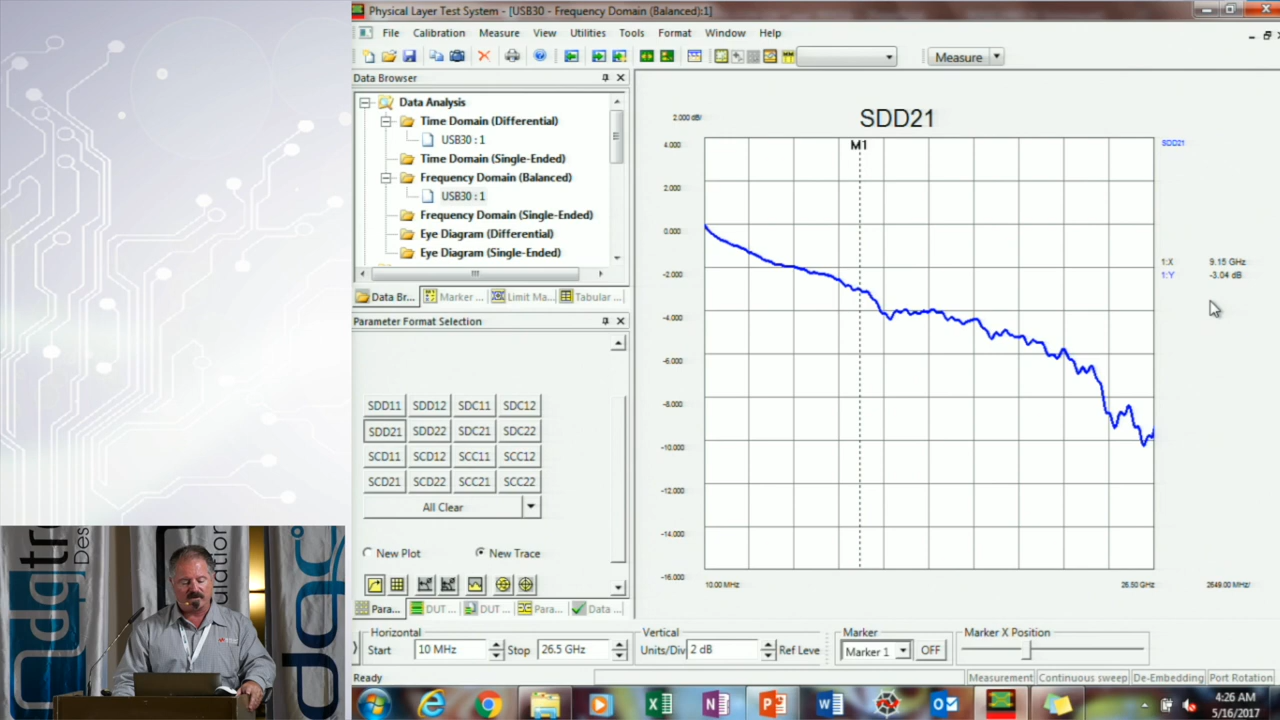 Physical Layer Test System - [USB30 - Frequency Domain (Balanced):1]
File Calibration Measure View Utilities Tools Format Window Help
Measure
Data Browser
Data Analysis
Time Domain (Differential)
USB30 : 1
Time Domain (Single-Ended)
Frequency Domain (Balanced)
USB30 : 1
Frequency Domain (Single-Ended)
Eye Diagram (Differential)
Eye Diagram (Single-Ended)
Data Br... Marker ... Limit Ma... Tabular ...
Parameter Format Selection
SDD11 SDD12 SDC11 SDC12
SDD21 SDD22 SDC21 SDC22
SCD11 SCD12 SCC11 SCC12
SCD21 SCD22 SCC21 SCC22
All Clear
New Plot New Trace
Para... DUT ... DUT ... Para... Data ...
SDD21
2.000 dB/
4.000
2.000
0.000
-2.000
-4.000
-6.000
-8.000
-10.000
-12.000
-14.000
-16.000
M1
SDD21
1:X 9.15 GHz
1:Y -3.04 dB
10.00 MHz 26.50 GHz 2649.00 MHz/
Horizontal
Start 10 MHz Stop 26.5 GHz
Vertical
Units/Div 2 dB Ref Leve
Marker
Marker 1 OFF
Marker X Position
Ready
Measurement Continuous sweep De-Embedding Port Rotation
4:26 AM
5/16/2017